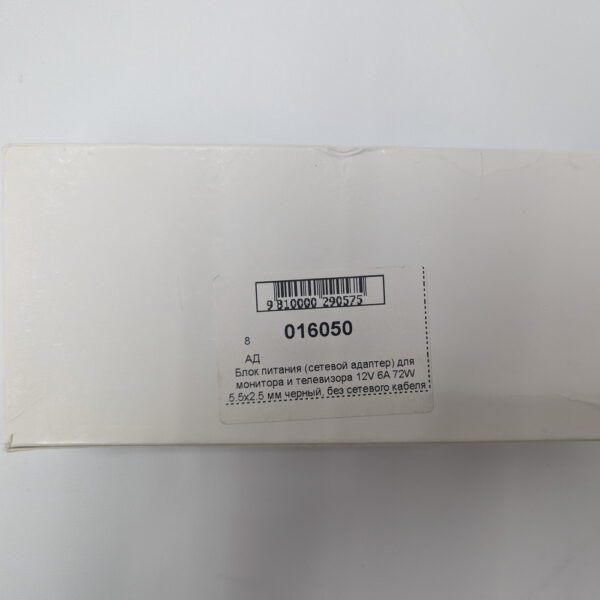 9 810000 290575
8
016050
АД
Блок питания (сетевой адаптер) для
монитора и телевизора 12V 6A 72W
5.5x2.5 мм черный, без сетевого кабеля